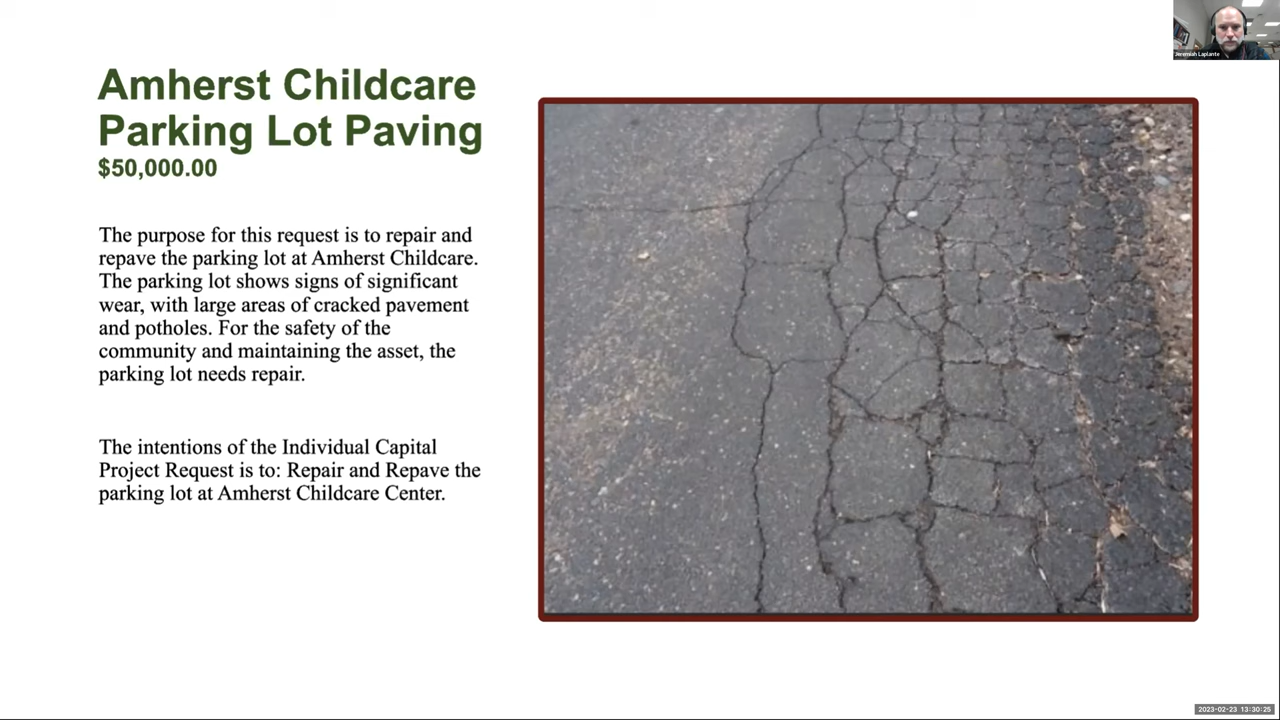 Jeremiah Laplante
Amherst Childcare
Parking Lot Paving
$50,000.00
The purpose for this request is to repair and
repave the parking lot at Amherst Childcare.
The parking lot shows signs of significant
wear, with large areas of cracked pavement
and potholes. For the safety of the
community and maintaining the asset, the
parking lot needs repair.
The intentions of the Individual Capital
Project Request is to: Repair and Repave the
parking lot at Amherst Childcare Center.
2023-02-23 13:30:25